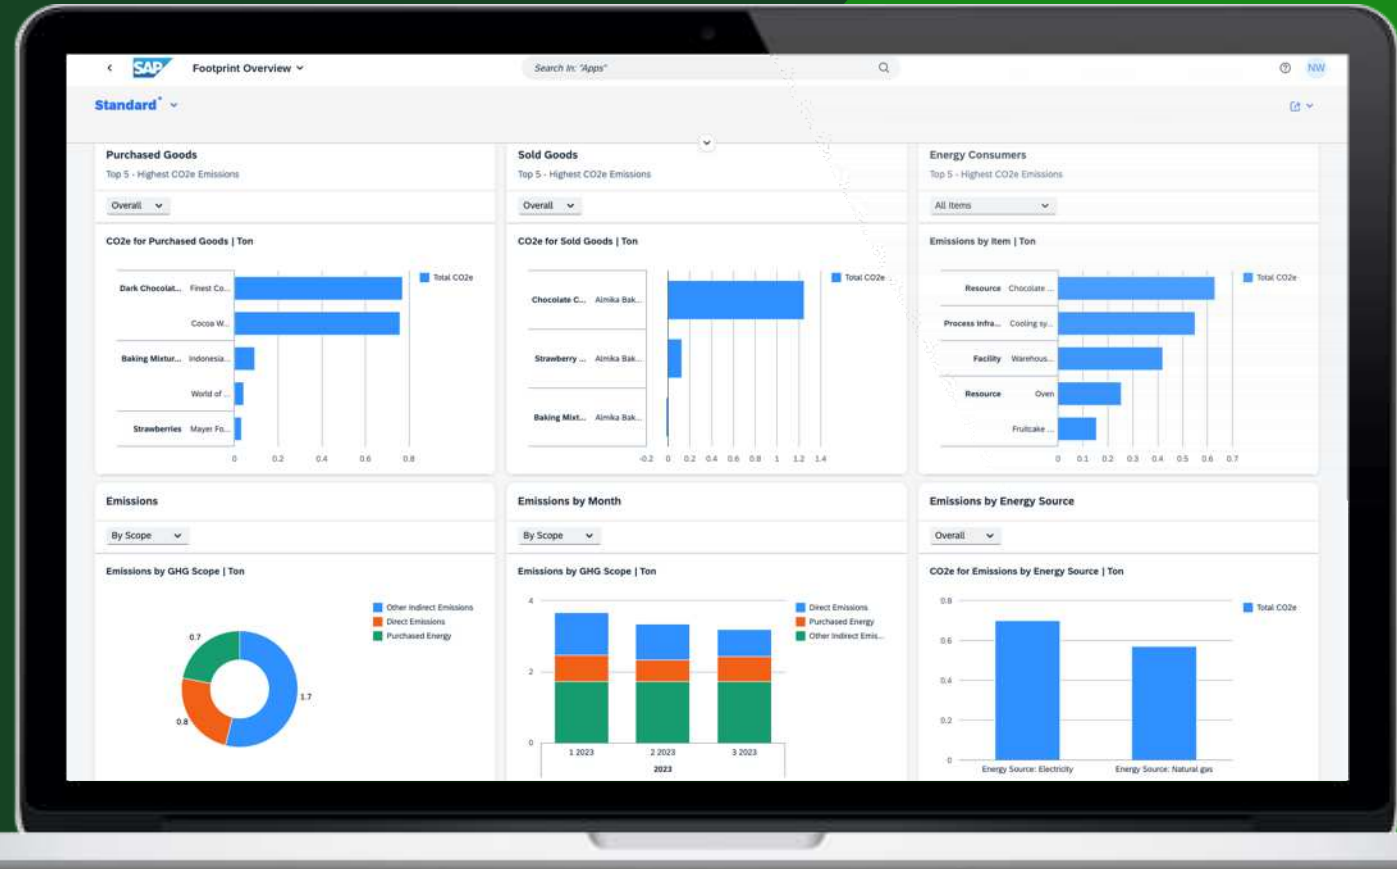 SAP Footprint Overview
Search In: "Apps"
NW
Standard*
Purchased Goods
Top 5 - Highest CO2e Emissions
Overall
CO2e for Purchased Goods | Ton
Total CO2e
Dark Chocolat... Finest Co...
Cocoa W...
Baking Mixtur... Indonesia...
World of ...
Strawberries Mayer Fo...
0 0.2 0.4 0.6 0.8
Sold Goods
Top 5 - Highest CO2e Emissions
Overall
CO2e for Sold Goods | Ton
Total CO2e
Chocolate C... Almika Bak...
Strawberry ... Almika Bak...
Baking Mixt... Almika Bak...
-0.2 0 0.2 0.4 0.6 0.8 1 1.2 1.4
Energy Consumers
Top 5 - Highest CO2e Emissions
All Items
Emissions by Item | Ton
Total CO2e
Resource Chocolate ...
Process Infra... Cooling sy...
Facility Warehous...
Resource Oven
Fruitcake ...
0 0.1 0.2 0.3 0.4 0.5 0.6 0.7
Emissions
By Scope
Emissions by GHG Scope | Ton
Other Indirect Emissions
Direct Emissions
Purchased Energy
0.7
1.7
0.8
Emissions by Month
By Scope
Emissions by GHG Scope | Ton
Direct Emissions
Purchased Energy
Other Indirect Emis...
4
2
0
1 2023 2 2023 3 2023
2023
Emissions by Energy Source
Overall
CO2e for Emissions by Energy Source | Ton
Total CO2e
0.8
0.6
0.4
0.2
0
Energy Source: Electricity Energy Source: Natural gas